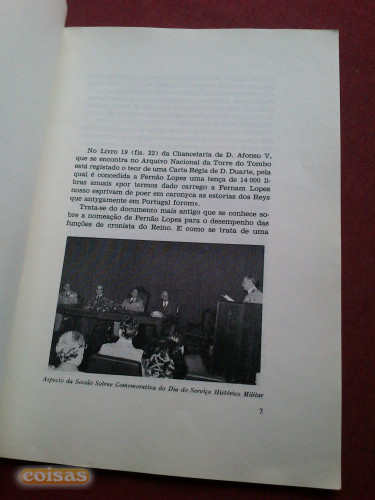 No Livro 19 (fls. 22) da Chancelaria de D. Afonso V,
que se encontra no Arquivo Nacional da Torre do Tombo
está registado o teor de uma Carta Régia de D. Duarte, pela
qual é concedida a Fernão Lopes uma tença de 14 000 li-
bras anuais «por termos dado carrego a Fernam Lopez
nosso esprivam de poer em caronyca as estorias dos Reys
que antygamente em Portugal forom».
Trata-se do documento mais antigo que se conhece so-
bre a nomeação de Fernão Lopes para o desempenho das
funções de cronista do Reino. E como se trata de uma
Aspecto da Sessão Solene Comemorativa do Dia do Serviço Histórico Militar
7
coisas